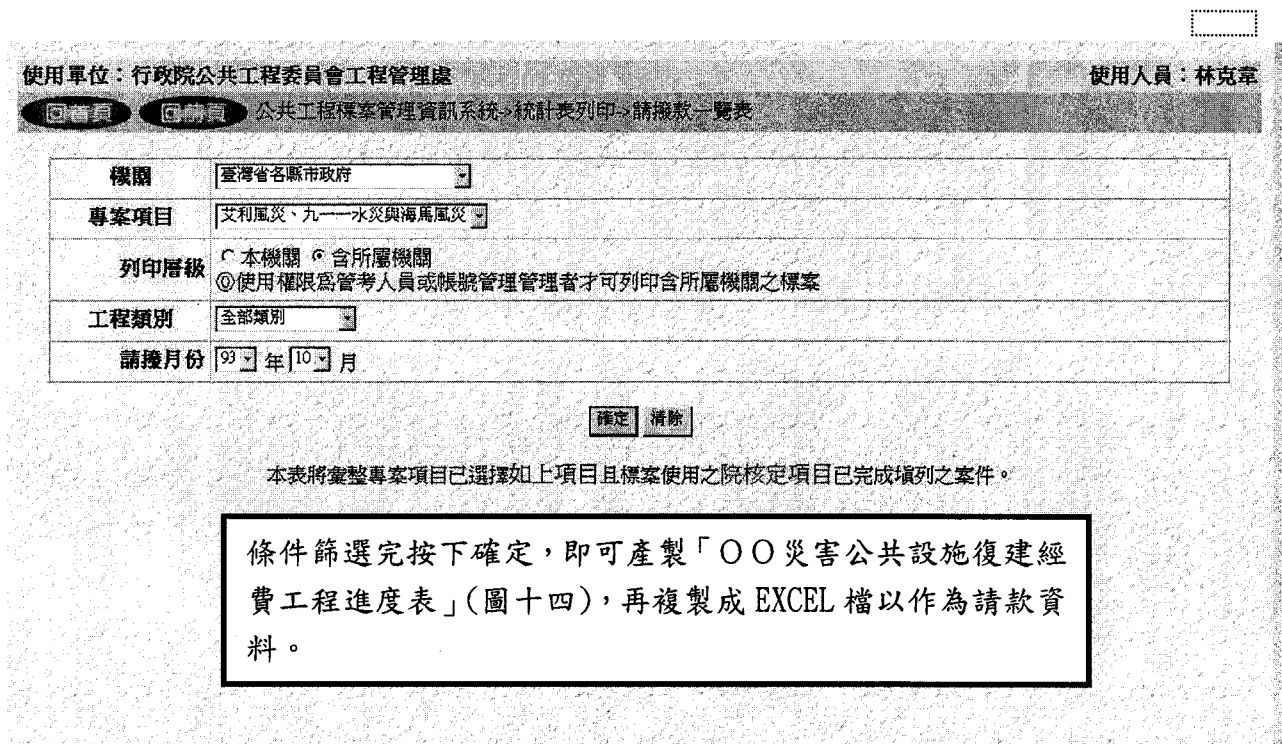 使用單位：行政院公共工程委員會工程管理處 使用人員：林克韋
回首頁 回前頁 公共工程標案管理資訊系統->統計表列印->請撥款一覽表
機關 臺灣省各縣市政府
專案項目 艾利風災、九一一水災與海馬風災
列印層級 本機關 含所屬機關
◎使用權限為管考人員或帳號管理管理者才可列印含所屬機關之標案
工程類別 全部類別
請撥月份 93 年 10 月
確定 清除
本表將彙整專案項目已選擇如上項目且標案使用之院核定項目已完成填列之案件。
條件篩選完按下確定，即可產製「○○災害公共設施復建經
費工程進度表」(圖十四)，再複製成 EXCEL 檔以作為請款資
料。